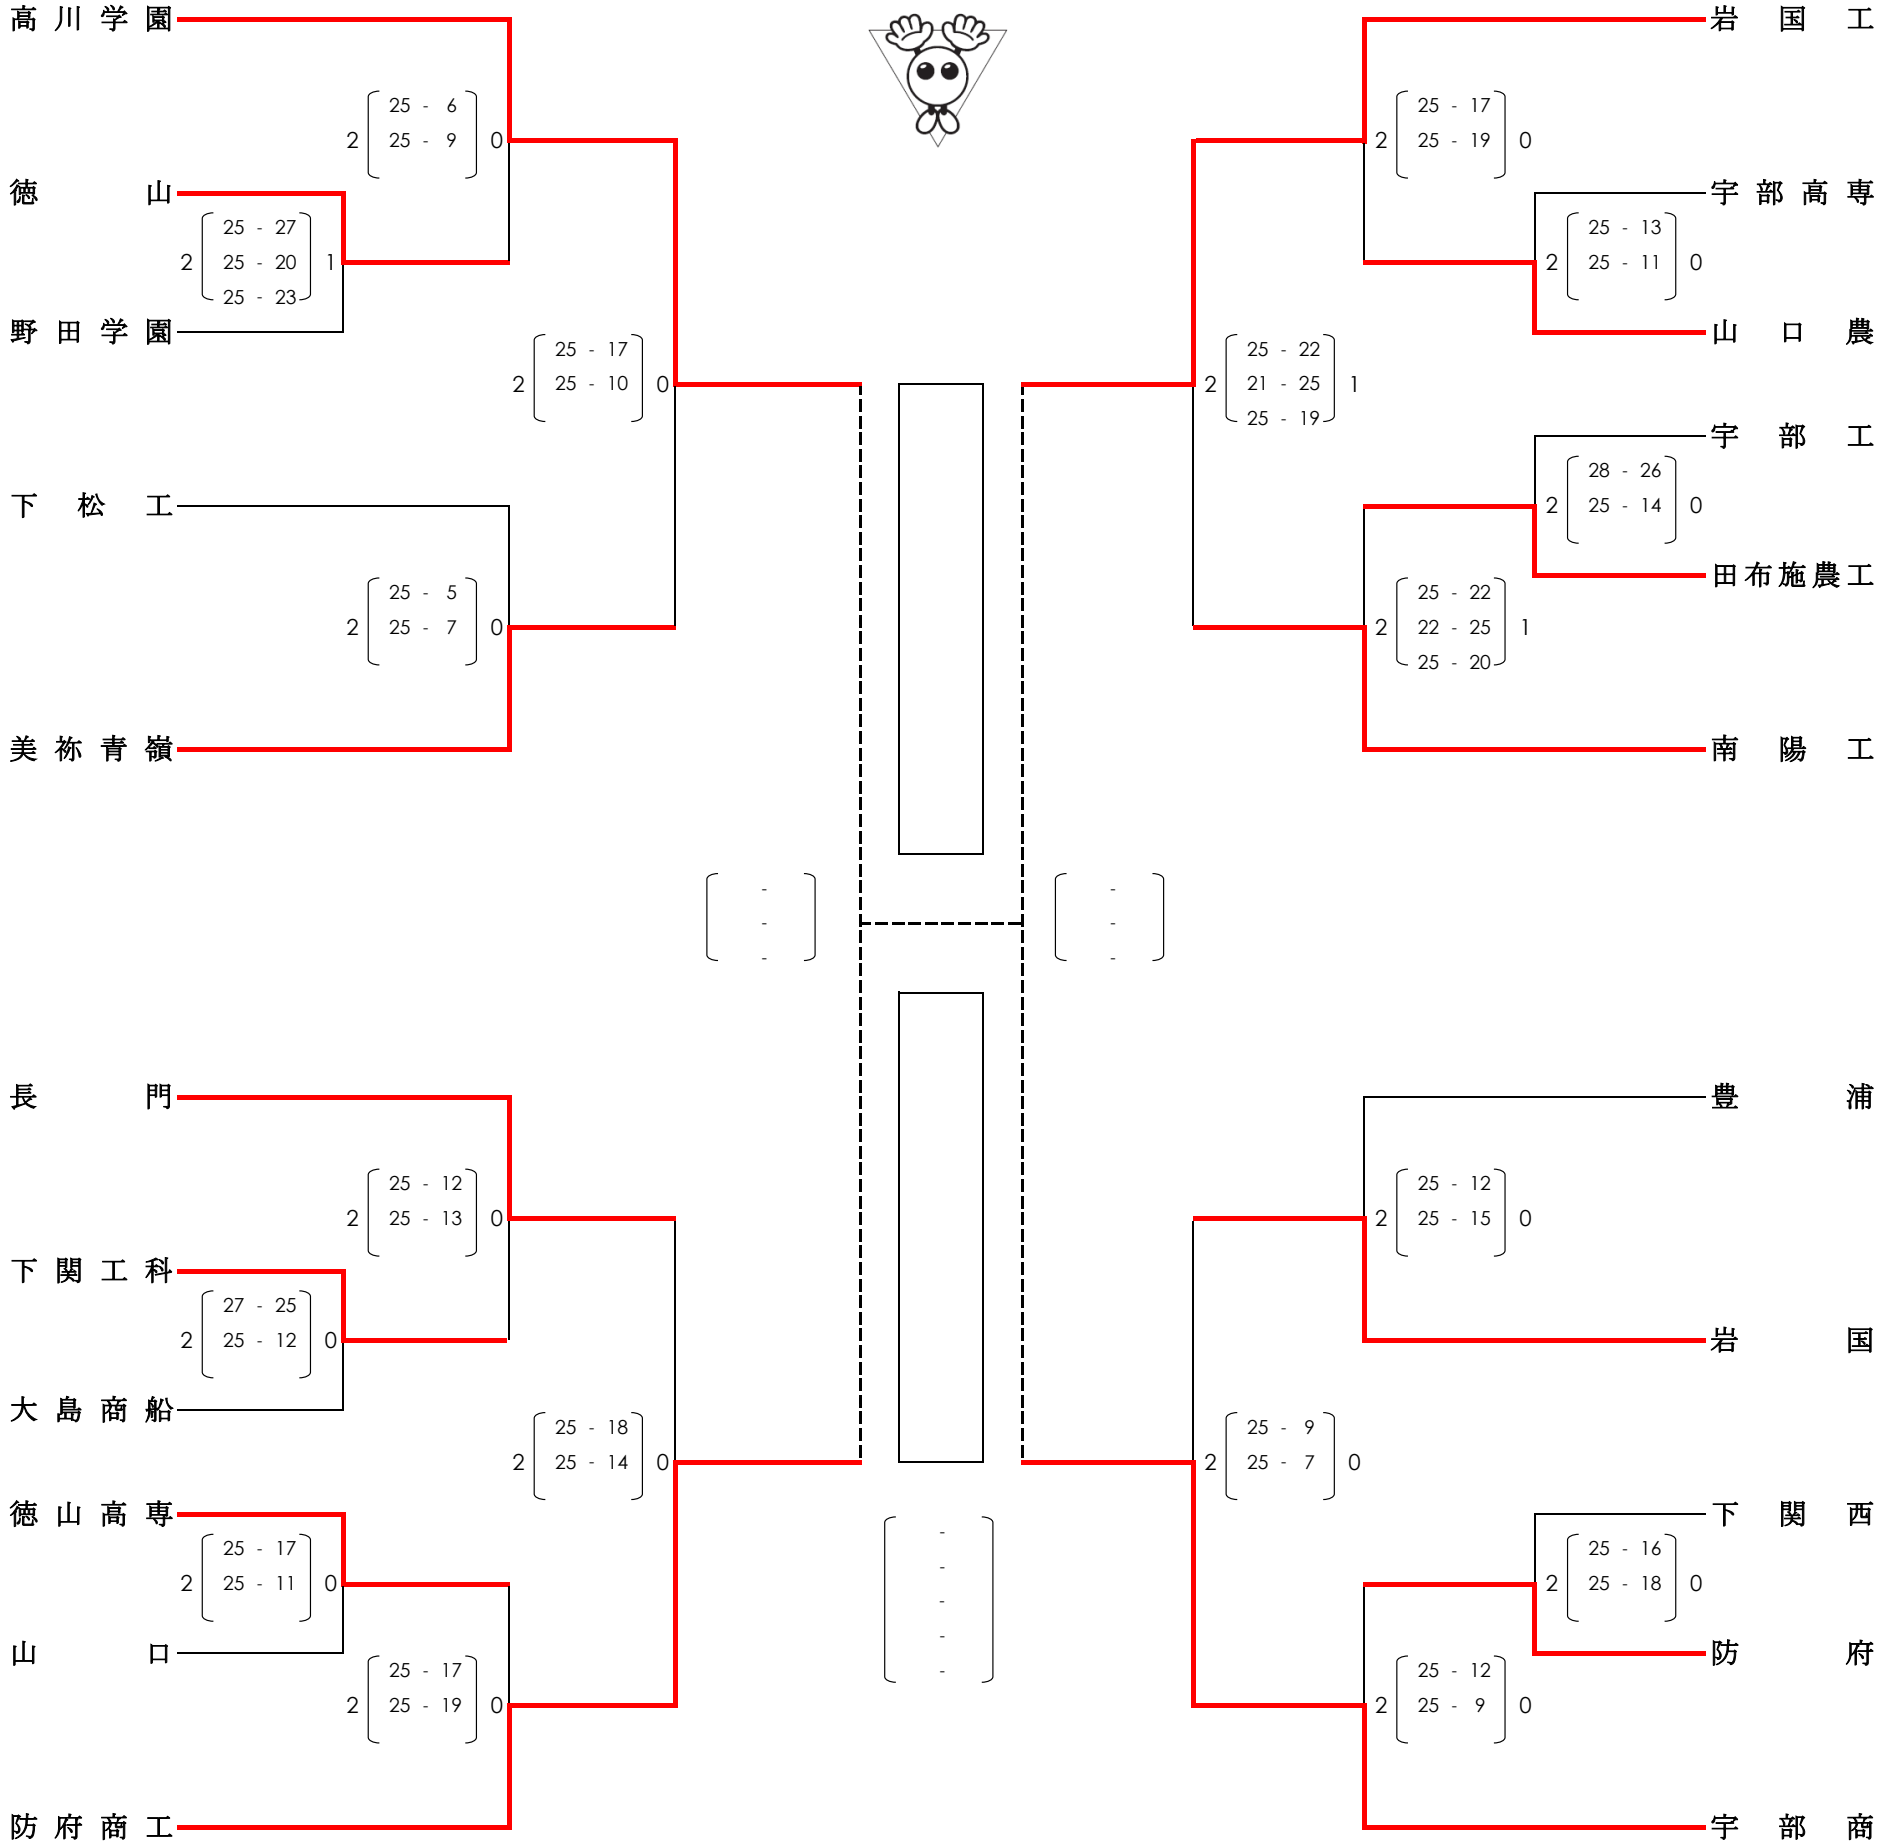 高川学園
25 - 6
2 25 - 9 0
徳山
25 - 27
2 25 - 20 1
25 - 23
野田学園
25 - 17
2 25 - 10 0
下松工
25 - 5
2 25 - 7 0
美祢青嶺
岩国工
25 - 17
2 25 - 19 0
宇部高専
25 - 13
2 25 - 11 0
山口農
25 - 22
2 21 - 25 1
25 - 19
宇部工
28 - 26
2 25 - 14 0
田布施農工
25 - 22
2 22 - 25 1
25 - 20
南陽工
-
-
-
-
-
-
長門
25 - 12
2 25 - 13 0
下関工科
27 - 25
2 25 - 12 0
大島商船
25 - 18
2 25 - 14 0
徳山高専
25 - 17
2 25 - 11 0
山口
25 - 17
2 25 - 19 0
防府商工
豊浦
25 - 12
2 25 - 15 0
岩国
25 - 9
2 25 - 7 0
下関西
25 - 16
2 25 - 18 0
防府
25 - 12
2 25 - 9 0
宇部商
-
-
-
-
-